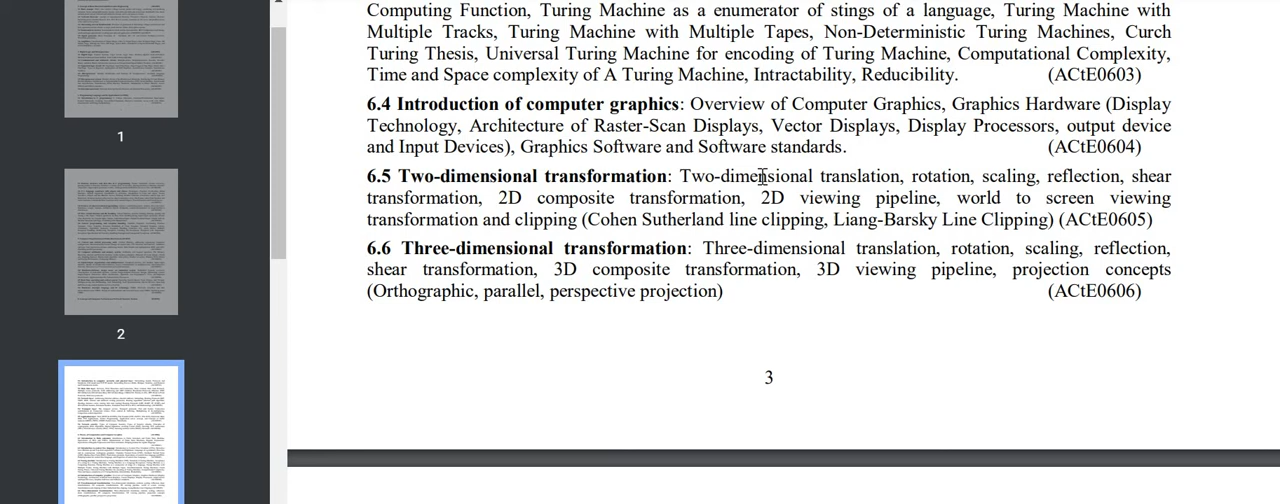 1
2
Computing Function, Turing Machine as a enumerator of stings of a language, Turing Machine with
Multiple Tracks, Turing Machine with Multiple Tapes, Non-Deterministic Turing Machines, Curch
Turing Thesis, Universal Turing Machine for encoding of Turing Machine, Computational Complexity,
Time and Space complexity of A Turing Machine, Intractability, Reducibility. (ACtE0603)
6.4 Introduction of computer graphics: Overview of Computer Graphics, Graphics Hardware (Display
Technology, Architecture of Raster-Scan Displays, Vector Displays, Display Processors, output device
and Input Devices), Graphics Software and Software standards. (ACtE0604)
6.5 Two-dimensional transformation: Two-dimensional translation, rotation, scaling, reflection, shear
transformation, 2D composite transformation, 2D viewing pipeline, world to screen viewing
transformation and clipping (Cohen Sutherland line clipping, Liang-Barsky Line Clipping) (ACtE0605)
6.6 Three-dimensional transformation: Three-dimensional translation, rotation, scaling, reflection,
shear transformation, 3D composite transformation, 3D viewing pipeline, projection concepts
(Orthographic, parallel, perspective projection) (ACtE0606)
3